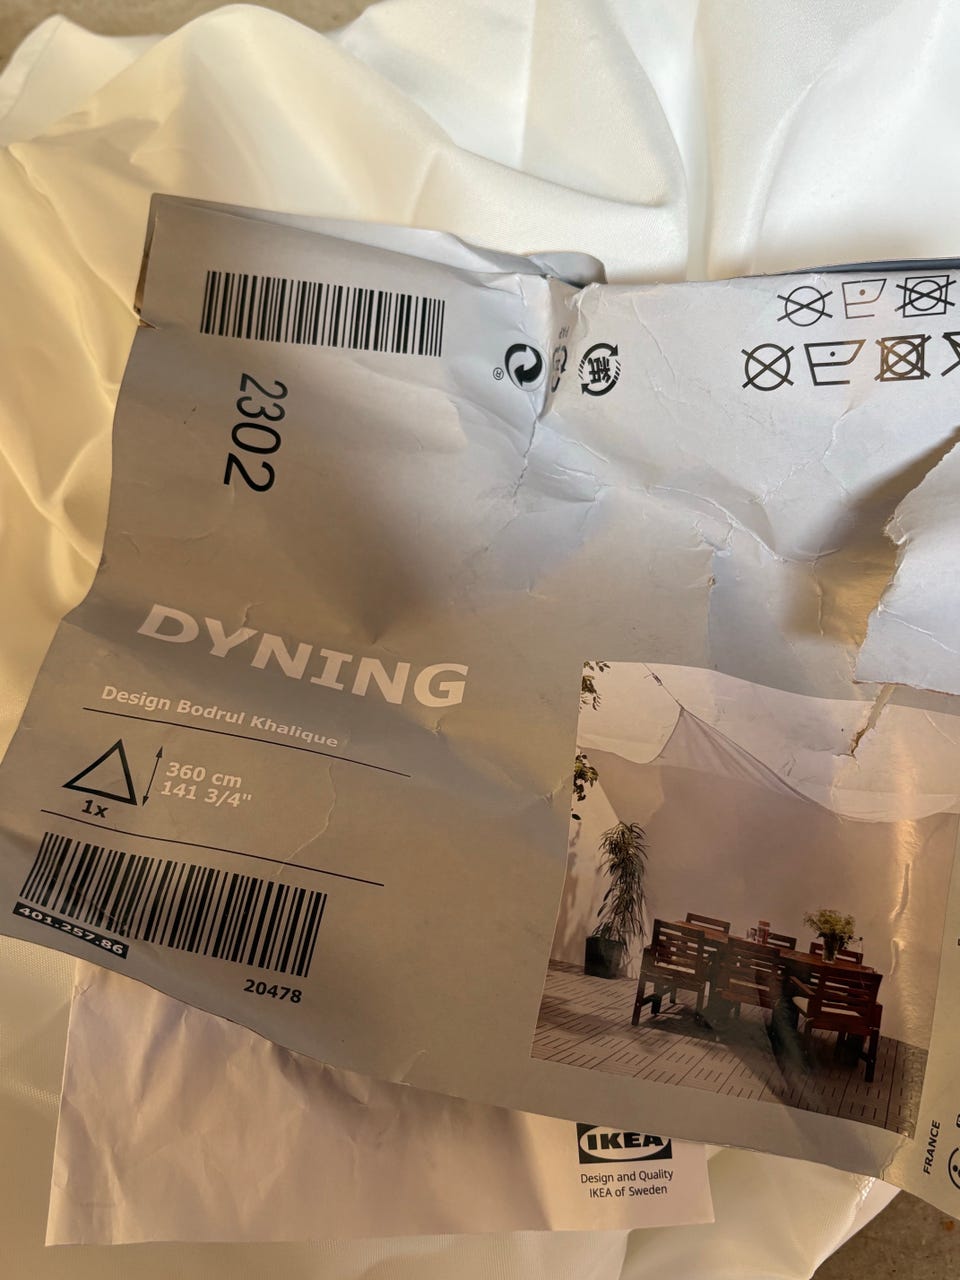 2302
®
DYNING
Design Bodrul Khalique
360 cm
141 3/4"
1x
401.257.86
20478
FRANCE
IKEA
Design and Quality
IKEA of Sweden